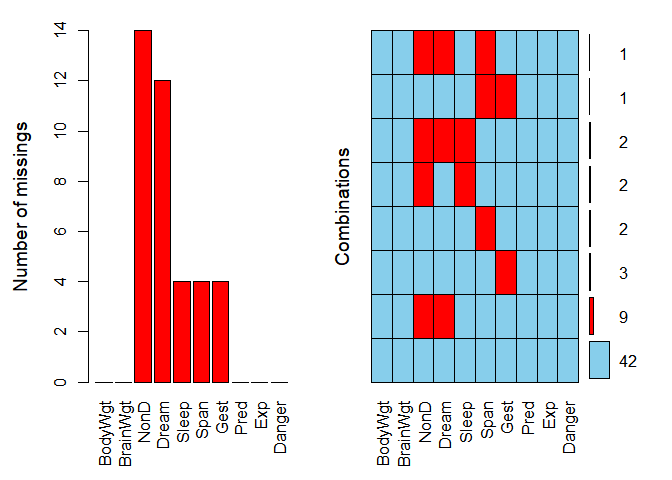 Number of missings
0
2
4
6
8
10
12
14
BodyWgt
BrainWgt
NonD
Dream
Sleep
Span
Gest
Pred
Exp
Danger
Combinations
BodyWgt
BrainWgt
NonD
Dream
Sleep
Span
Gest
Pred
Exp
Danger
1
1
2
2
2
3
9
42